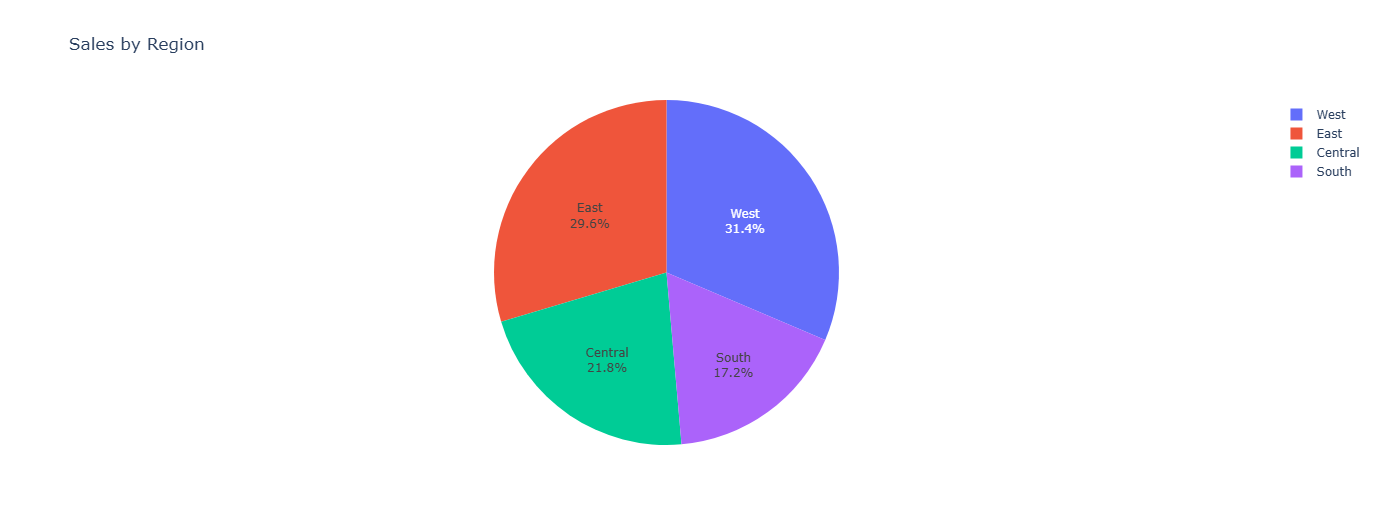 Sales by Region
West
East
Central
South
East
29.6%
West
31.4%
Central
21.8%
South
17.2%